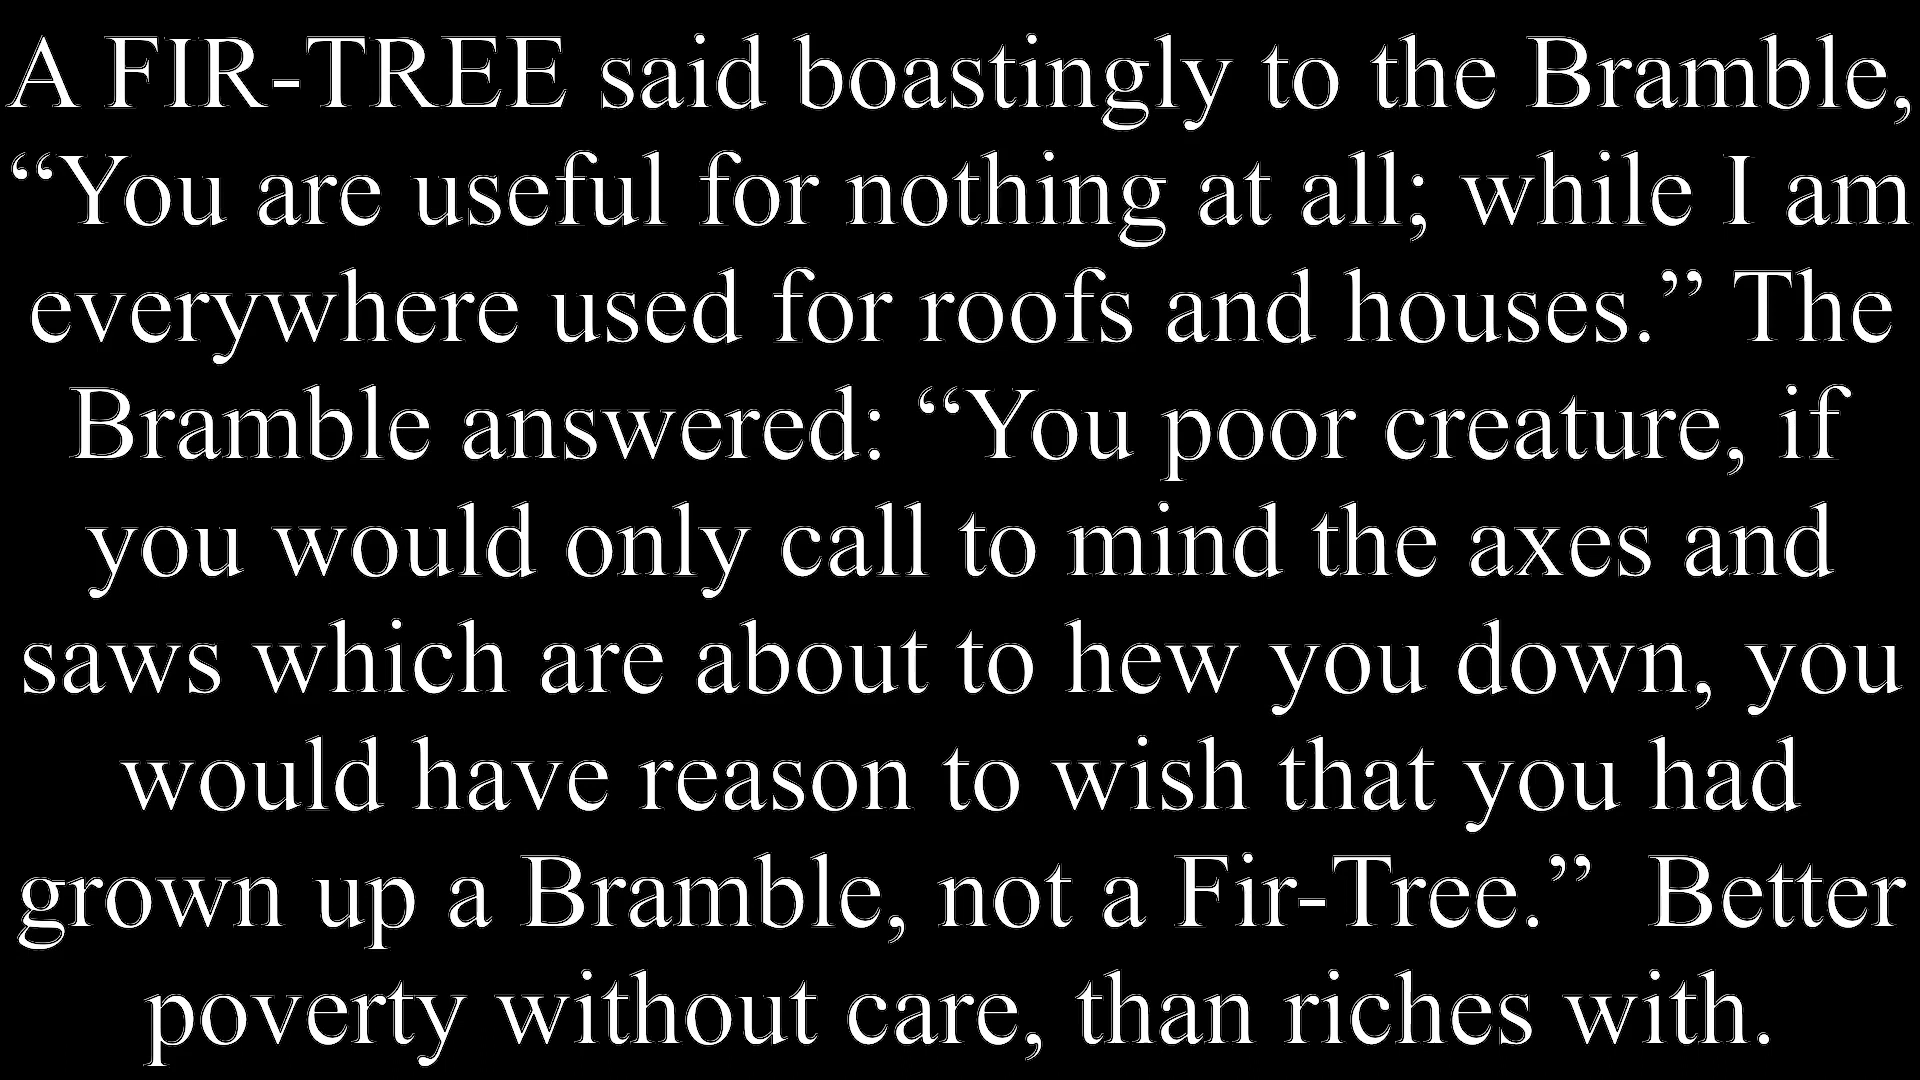 A FIR-TREE said boastingly to the Bramble,
“You are useful for nothing at all; while I am
everywhere used for roofs and houses.” The
Bramble answered: “You poor creature, if
you would only call to mind the axes and
saws which are about to hew you down, you
would have reason to wish that you had
grown up a Bramble, not a Fir-Tree.”  Better
poverty without care, than riches with.